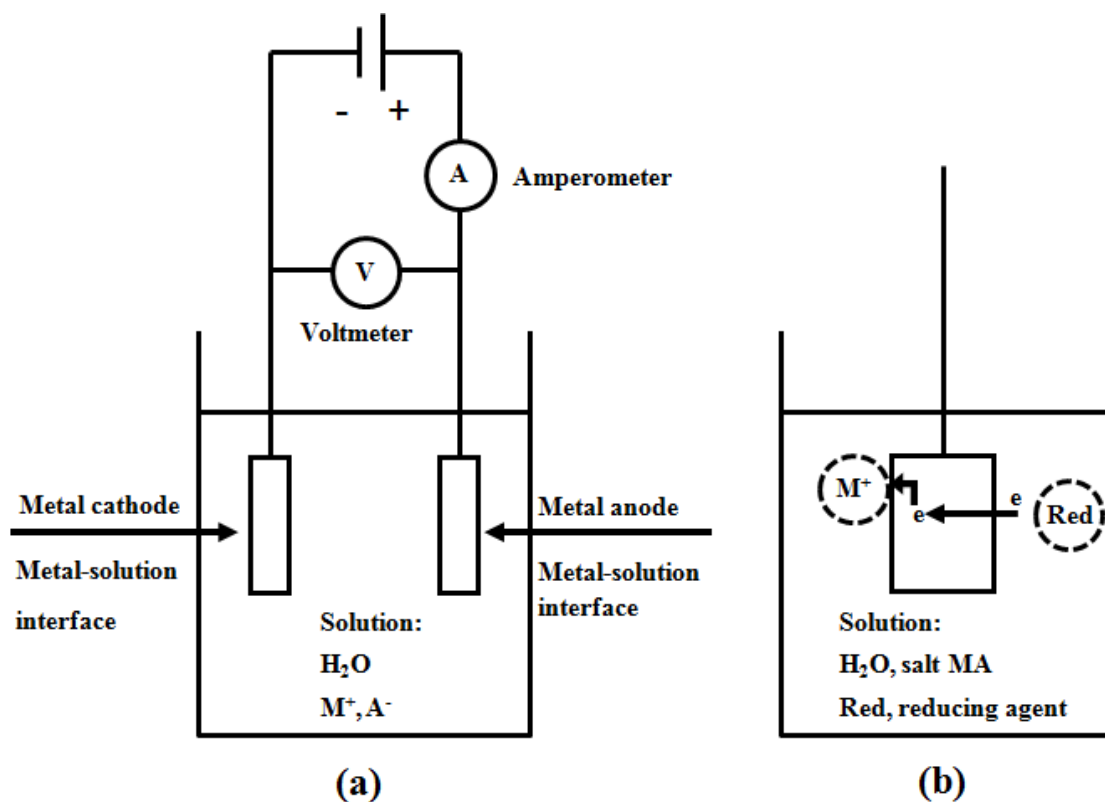 - +
A
Amperometer
V
Voltmeter
Metal cathode
Metal-solution
interface
Metal anode
Metal-solution
interface
Solution:
H₂O
M⁺, A⁻
(a)
M⁺
e
e
Red
Solution:
H₂O, salt MA
Red, reducing agent
(b)